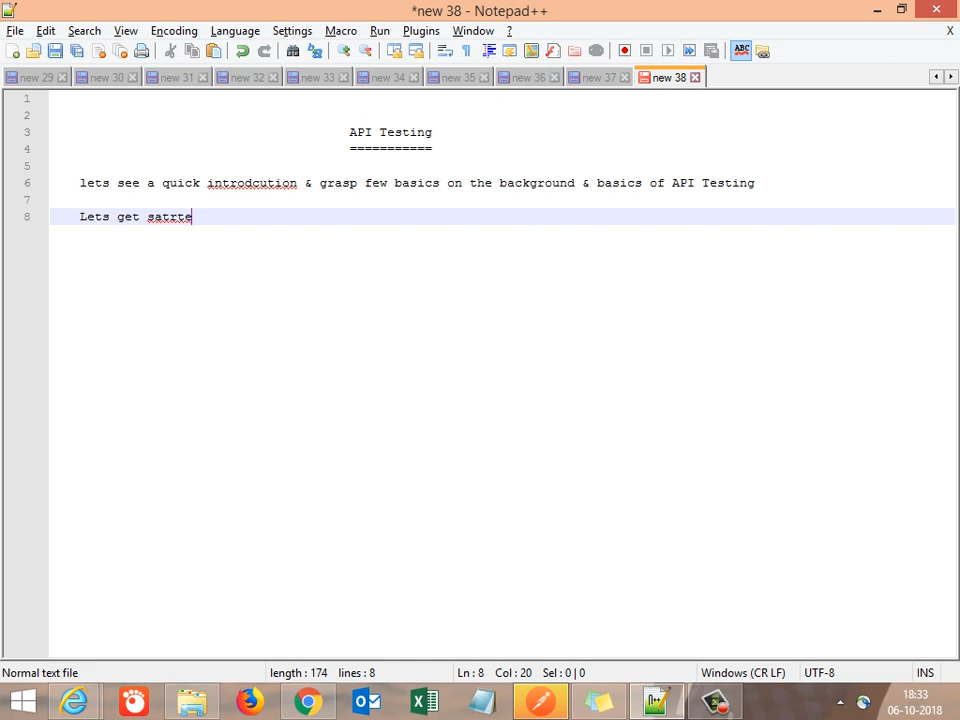 *new 38 - Notepad++
File Edit Search View Encoding Language Settings Macro Run Plugins Window ? X
new 29 new 30 new 31 new 32 new 33 new 34 new 35 new 36 new 37 new 38
1
2
3 API Testing
4 ===========
5
6 lets see a quick introdcution & grasp few basics on the background & basics of API Testing
7
8 Lets get satrte
Normal text file length : 174 lines : 8 Ln : 8 Col : 20 Sel : 0 | 0 Windows (CR LF) UTF-8 INS
18:33
06-10-2018